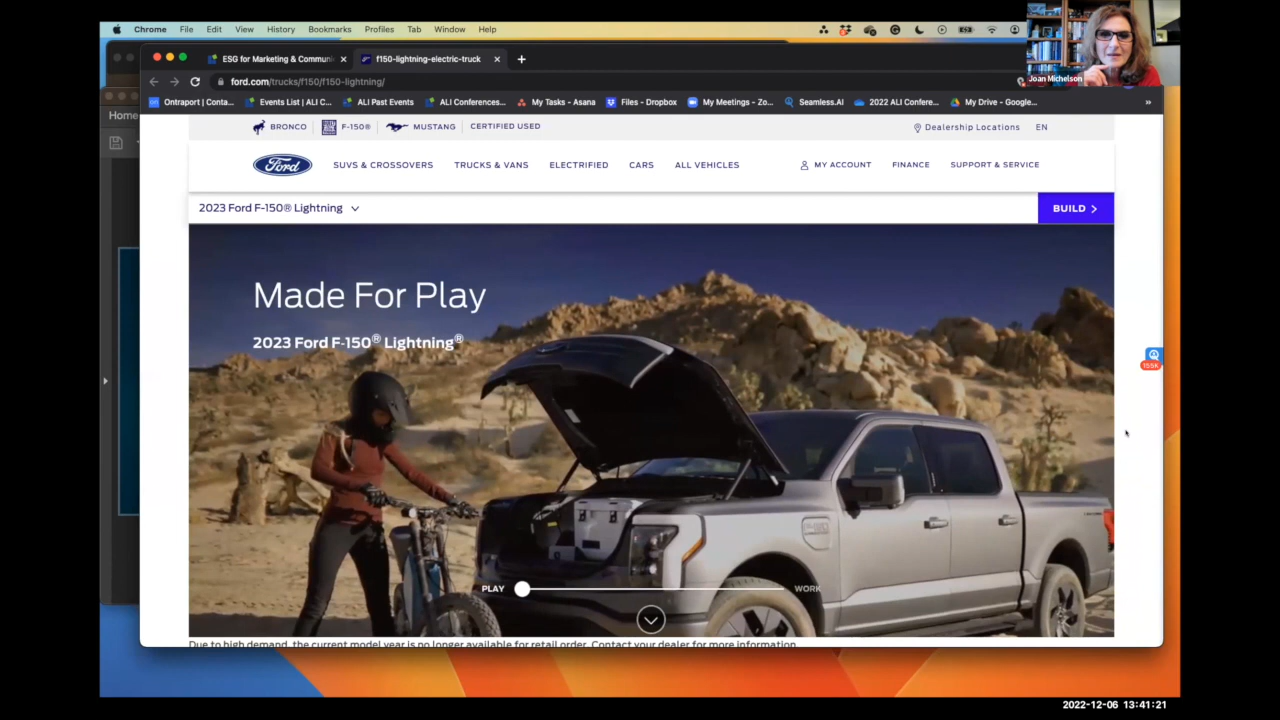 Chrome File Edit View History Bookmarks Profiles Tab Window Help
Joan Michelson
ESG for Marketing & Communi
f150-lightning-electric-truck
ford.com/trucks/f150/f150-lightning/
Ontraport | Conta...
Events List | ALI C...
ALI Past Events
ALI Conferences...
My Tasks - Asana
Files - Dropbox
My Meetings - Zo...
Seamless.AI
2022 ALI Confere...
My Drive - Google...
Home
BRONCO F-150® MUSTANG CERTIFIED USED
Dealership Locations EN
Ford SUVS & CROSSOVERS TRUCKS & VANS ELECTRIFIED CARS ALL VEHICLES
MY ACCOUNT FINANCE SUPPORT & SERVICE
2023 Ford F-150® Lightning
BUILD
Made For Play
2023 Ford F-150® Lightning®
155K
PLAY WORK
Due to high demand, the current model year is no longer available for retail order. Contact your dealer for more information.
2022-12-06 13:41:21